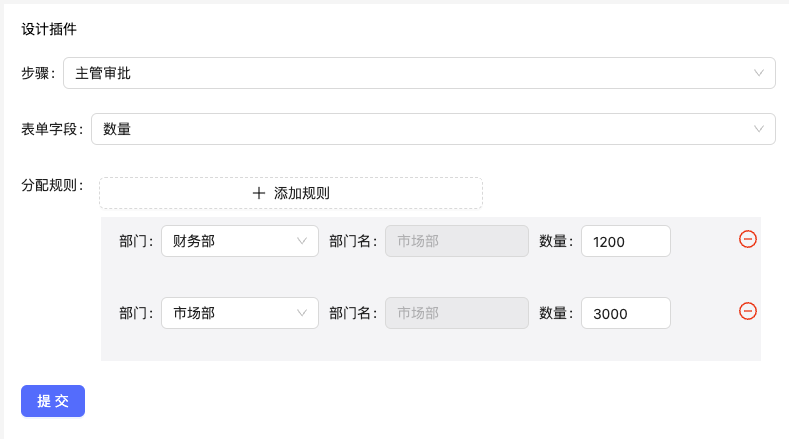 设计插件
步骤： 主管审批
表单字段： 数量
分配规则： 添加规则
部门： 财务部 部门名： 市场部 数量： 1200
部门： 市场部 部门名： 市场部 数量： 3000
提 交